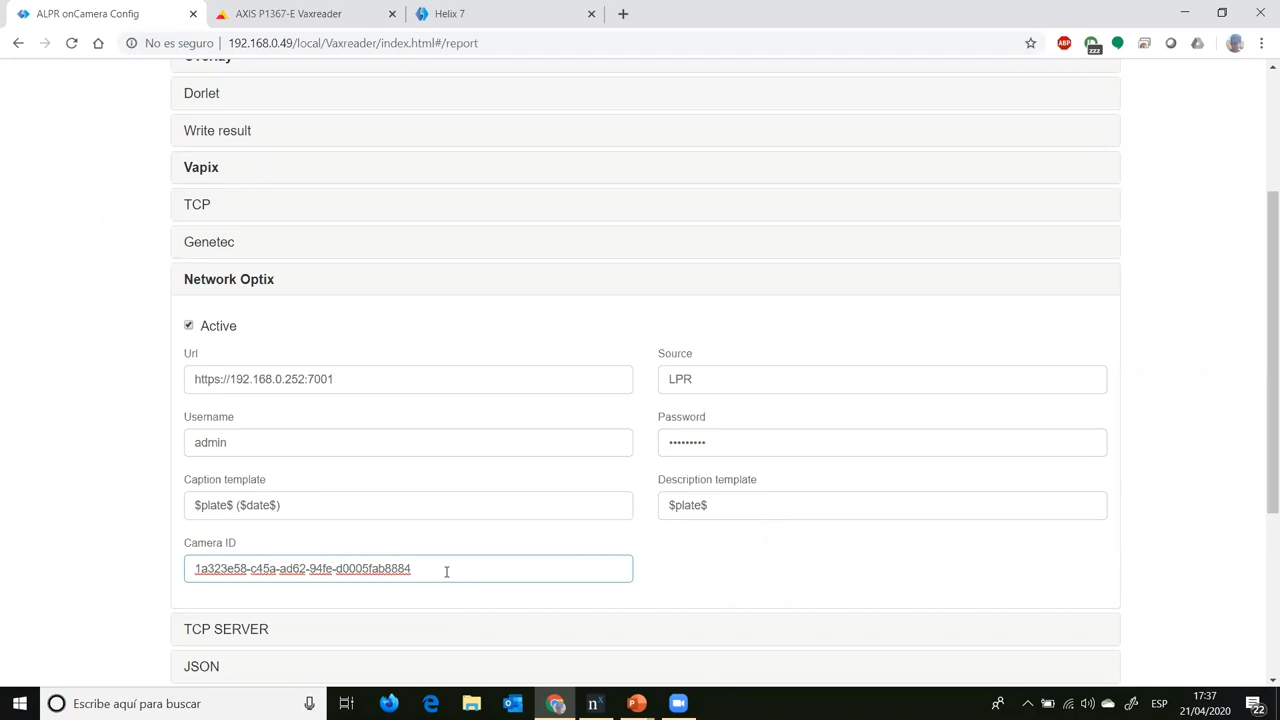 ALPR onCamera Config
AXIS P1367-E Vaxreader
Helix 7
No es seguro
192.168.0.49/local/Vaxreader/index.html#/report
ABP
zzz
Overlay
Dorlet
Write result
Vapix
TCP
Genetec
Network Optix
Active
Url
Source
https://192.168.0.252:7001
LPR
Username
Password
admin
•••••••••
Caption template
Description template
$plate$ ($date$)
$plate$
Camera ID
1a323e58-c45a-ad62-94fe-d0005fab8884
TCP SERVER
JSON
Escribe aquí para buscar
ESP
17:37
21/04/2020
22